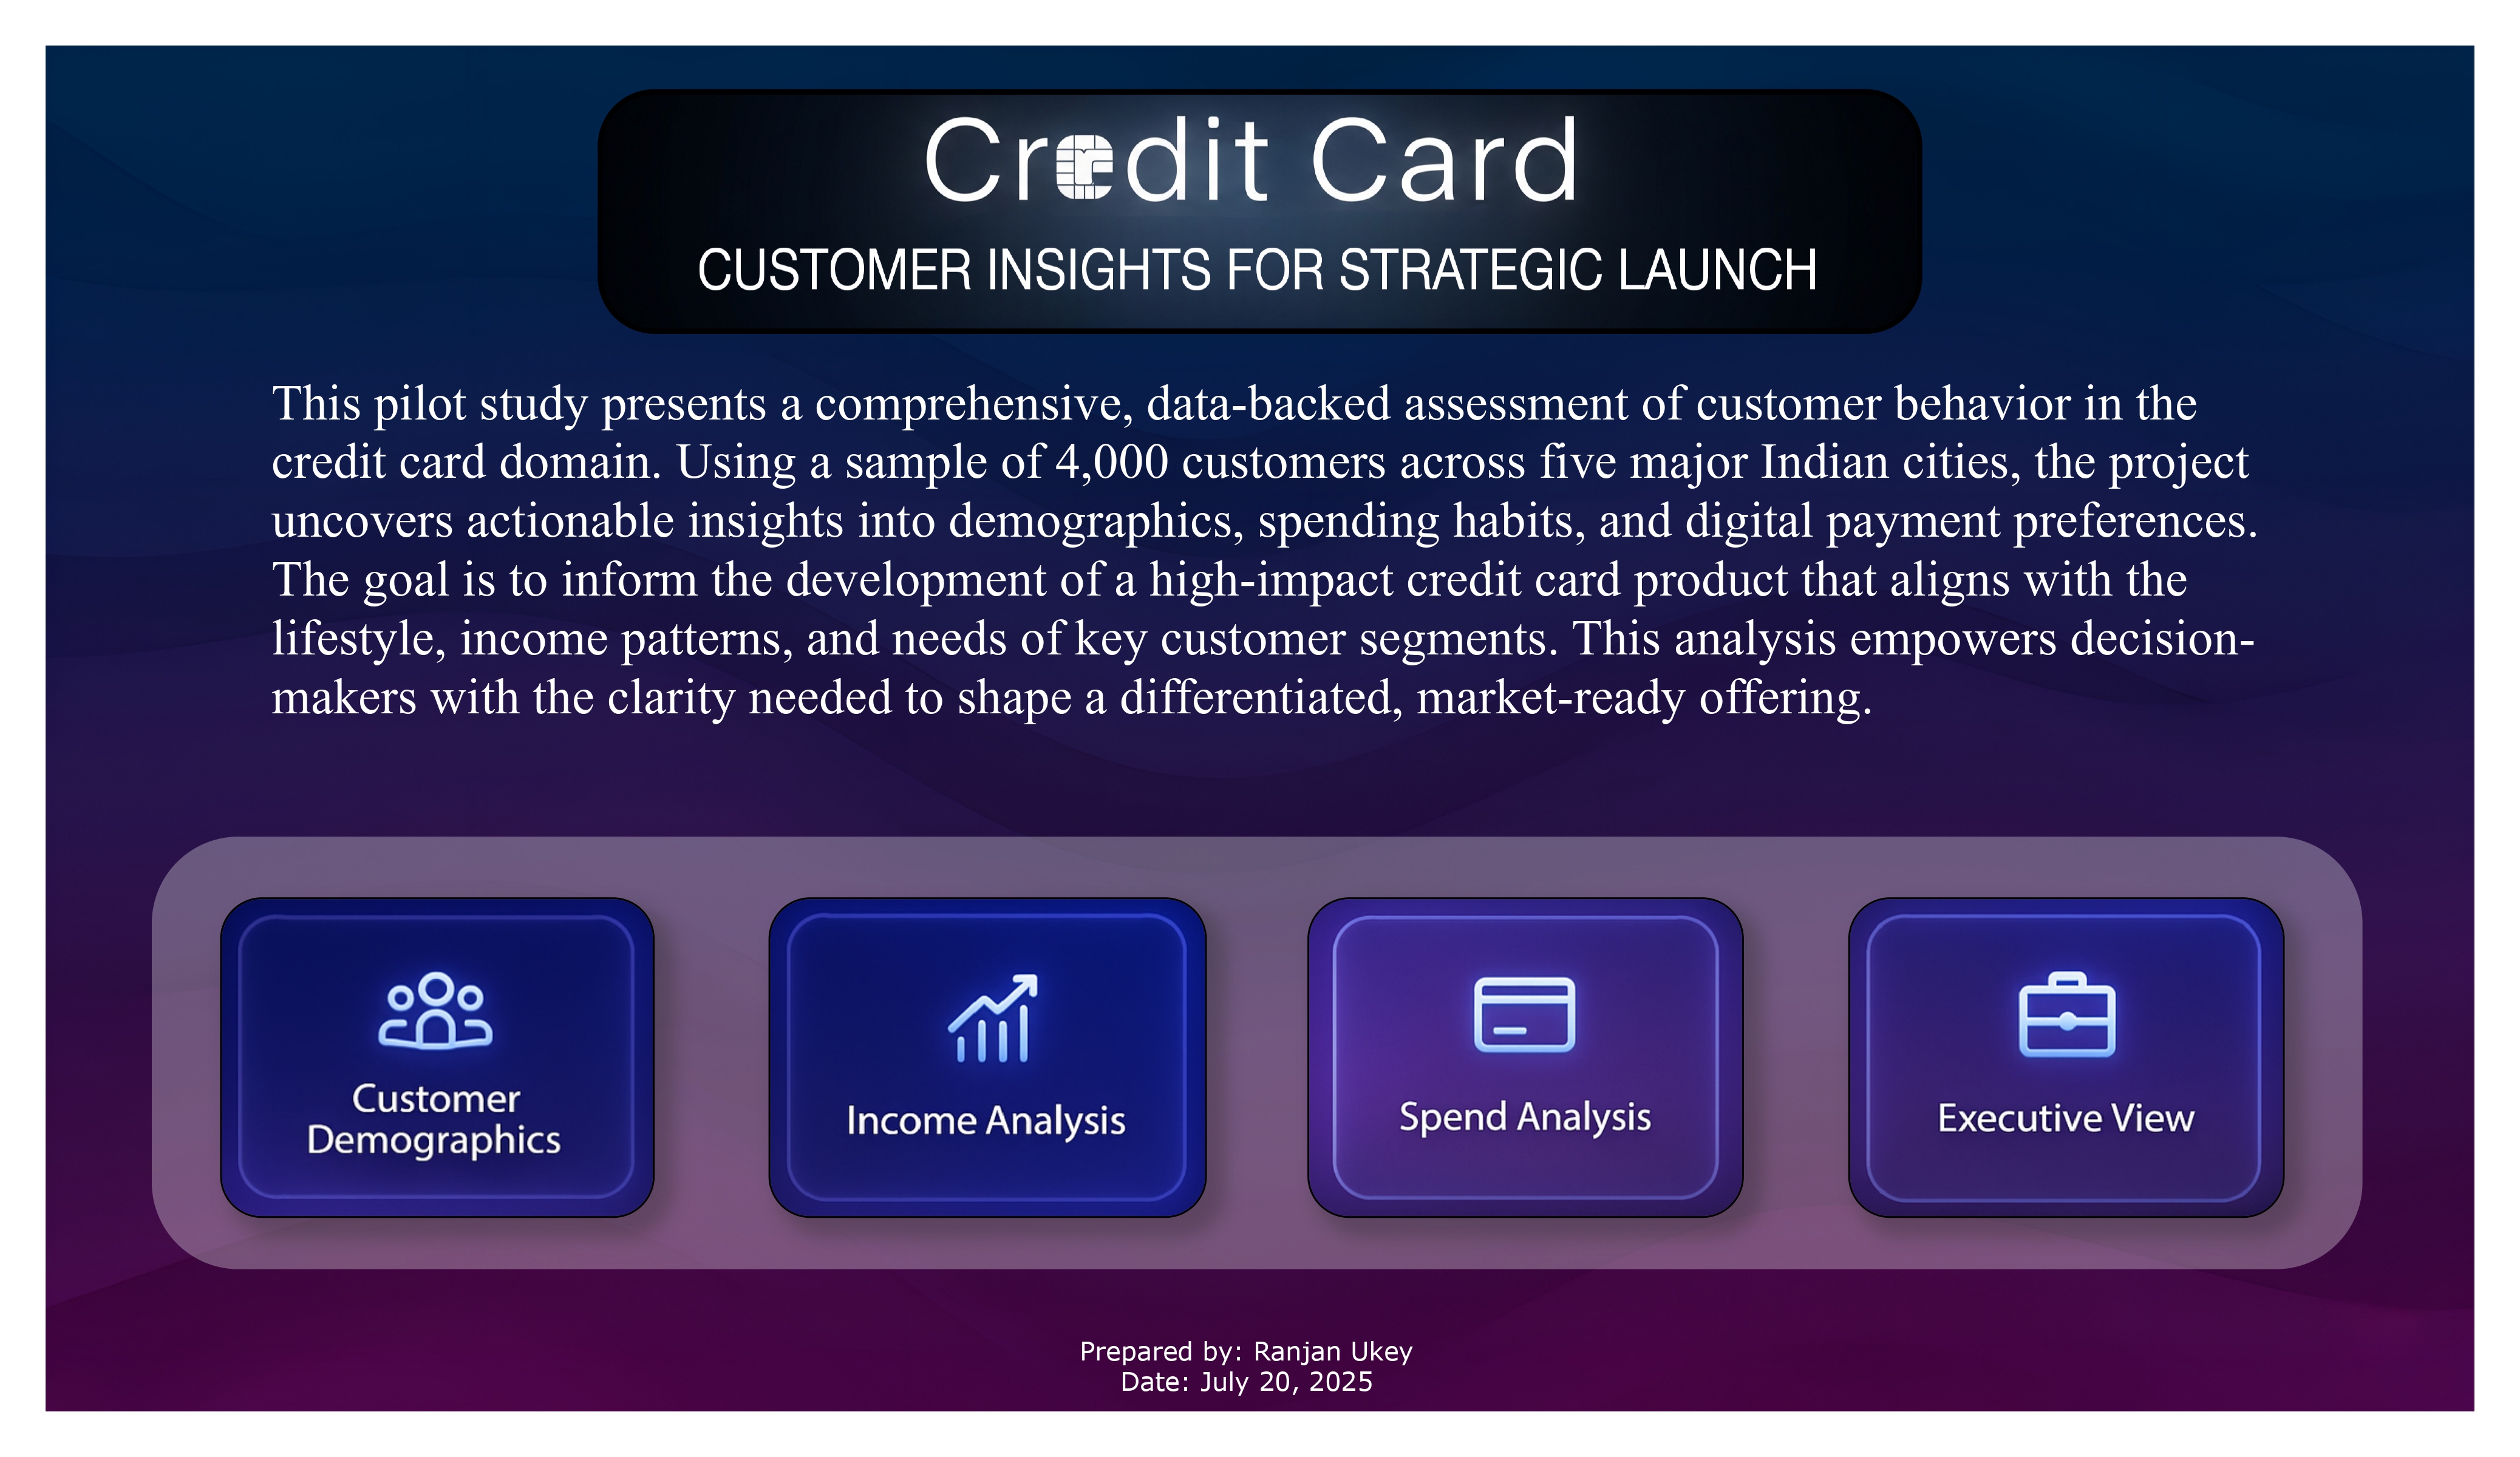 Credit Card
CUSTOMER INSIGHTS FOR STRATEGIC LAUNCH
This pilot study presents a comprehensive, data-backed assessment of customer behavior in the
credit card domain. Using a sample of 4,000 customers across five major Indian cities, the project
uncovers actionable insights into demographics, spending habits, and digital payment preferences.
The goal is to inform the development of a high-impact credit card product that aligns with the
lifestyle, income patterns, and needs of key customer segments. This analysis empowers decision-
makers with the clarity needed to shape a differentiated, market-ready offering.
Customer
Demographics
Income Analysis
Spend Analysis
Executive View
Prepared by: Ranjan Ukey
Date: July 20, 2025